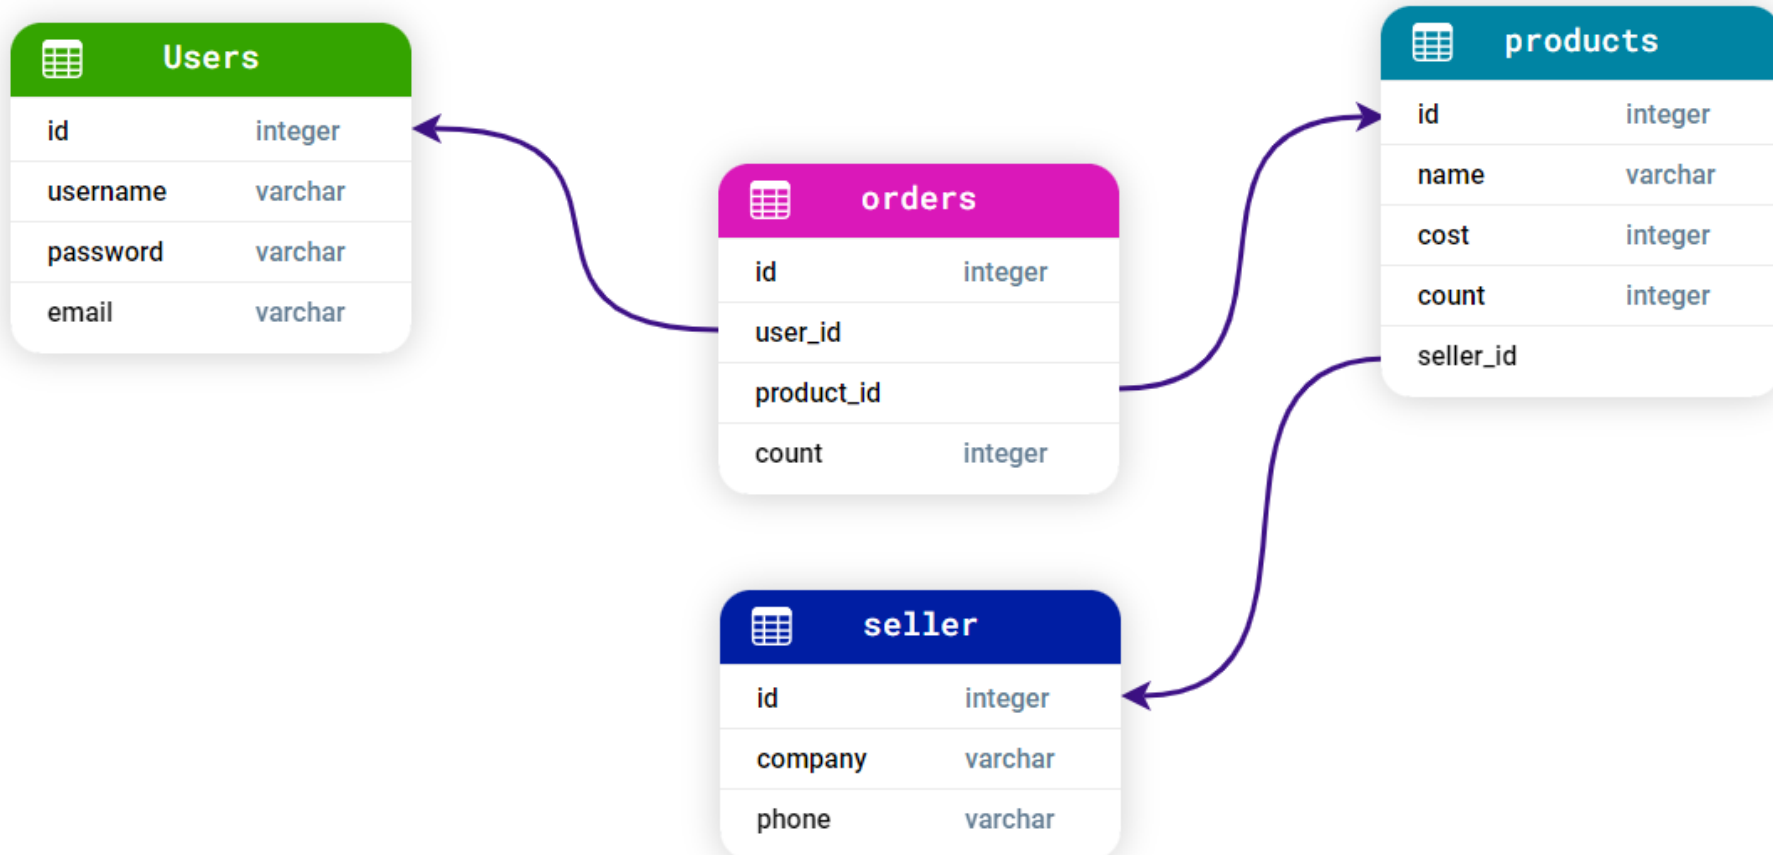 Users
id integer
username varchar
password varchar
email varchar
orders
id integer
user_id
product_id
count integer
products
id integer
name varchar
cost integer
count integer
seller_id
seller
id integer
company varchar
phone varchar